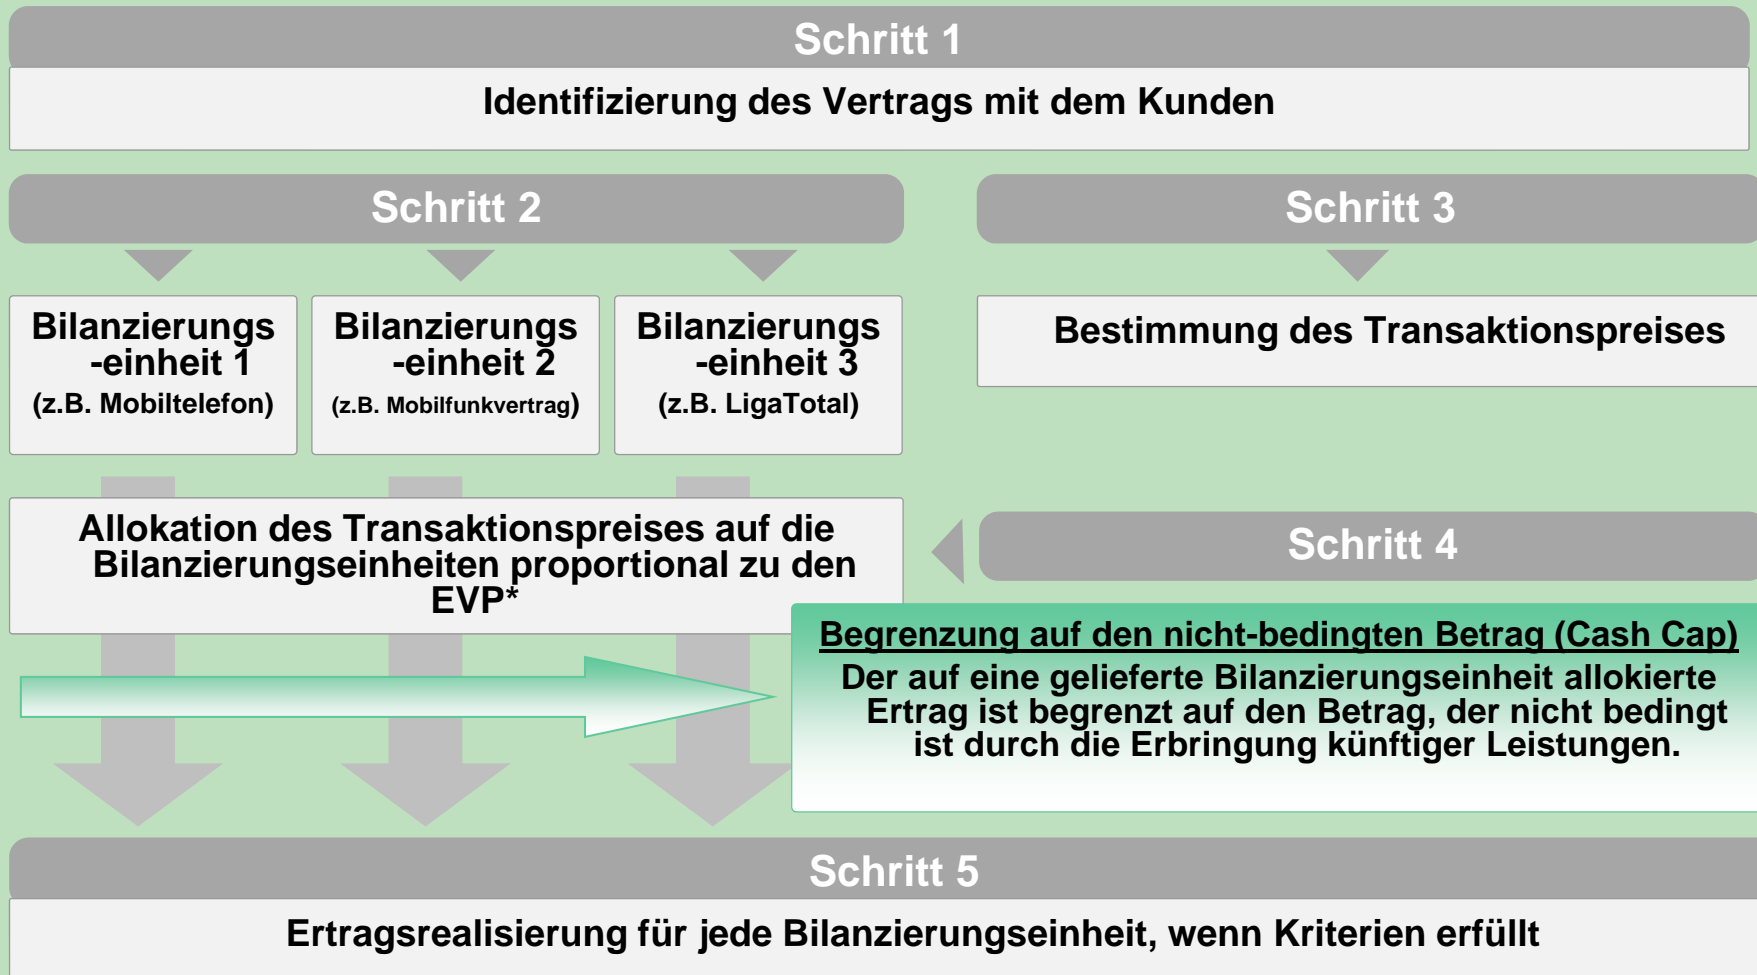 Schritt 1
Identifizierung des Vertrags mit dem Kunden
Schritt 2
Schritt 3
Bilanzierungs
-einheit 1
(z.B. Mobiltelefon)
Bilanzierungs
-einheit 2
(z.B. Mobilfunkvertrag)
Bilanzierungs
-einheit 3
(z.B. LigaTotal)
Bestimmung des Transaktionspreises
Allokation des Transaktionspreises auf die
Bilanzierungseinheiten proportional zu den
EVP*
Schritt 4
Begrenzung auf den nicht-bedingten Betrag (Cash Cap)
Der auf eine gelieferte Bilanzierungseinheit allokierte
Ertrag ist begrenzt auf den Betrag, der nicht bedingt
ist durch die Erbringung künftiger Leistungen.
Schritt 5
Ertragsrealisierung für jede Bilanzierungseinheit, wenn Kriterien erfüllt